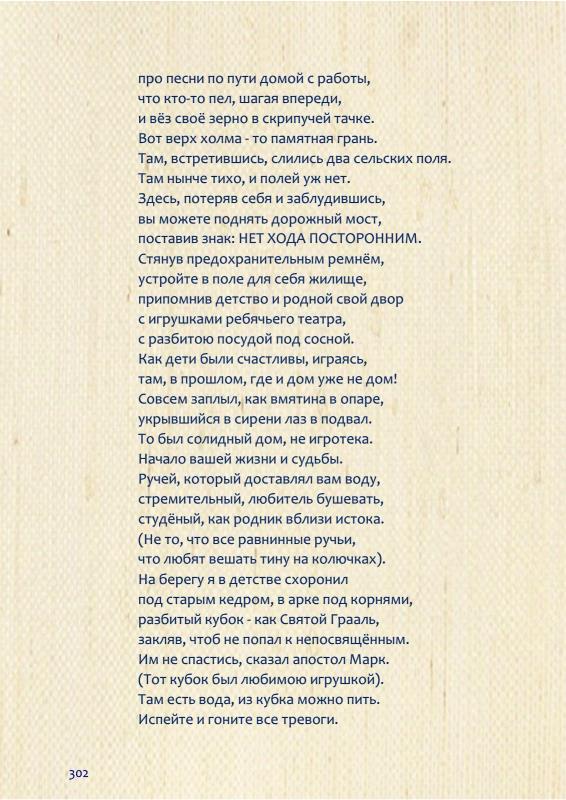 про песни по пути домой с работы,
что кто-то пел, шагая впереди,
и вёз своё зерно в скрипучей тачке.
Вот верх холма - то памятная грань.
Там, встретившись, слились два сельских поля.
Там нынче тихо, и полей уж нет.
Здесь, потеряв себя и заблудившись,
вы можете поднять дорожный мост,
поставив знак: НЕТ ХОДА ПОСТОРОННИМ.
Стянув предохранительным ремнём,
устройте в поле для себя жилище,
припомнив детство и родной свой двор
с игрушками ребячьего театра,
с разбитою посудой под сосной.
Как дети были счастливы, играясь,
там, в прошлом, где и дом уже не дом!
Совсем заплыл, как вмятина в опаре,
укрывшийся в сирени лаз в подвал.
То был солидный дом, не игротека.
Начало вашей жизни и судьбы.
Ручей, который доставлял вам воду,
стремительный, любитель бушевать,
студёный, как родник вблизи истока.
(Не то, что все равнинные ручьи,
что любят вешать тину на колючках).
На берегу я в детстве схоронил
под старым кедром, в арке под корнями,
разбитый кубок - как Святой Грааль,
закляв, чтоб не попал к непосвящённым.
Им не спастись, сказал апостол Марк.
(Тот кубок был любимою игрушкой).
Там есть вода, из кубка можно пить.
Испейте и гоните все тревоги.
302